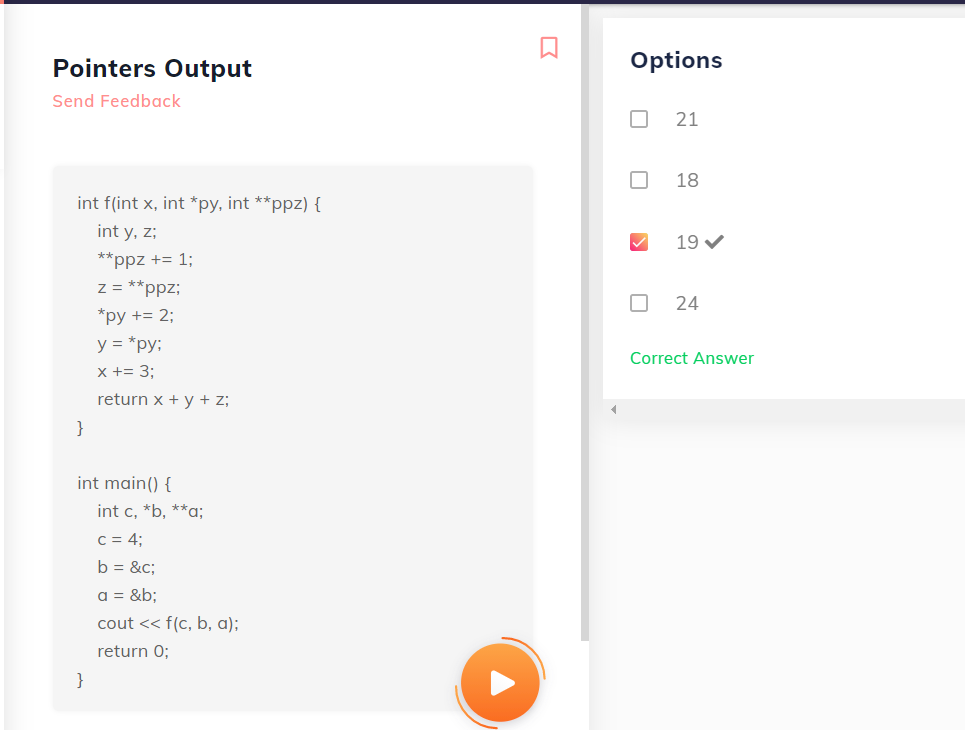 Pointers Output
Send Feedback
int f(int x, int *py, int **ppz) {
    int y, z;
    **ppz += 1;
    z = **ppz;
    *py += 2;
    y = *py;
    x += 3;
    return x + y + z;
}

int main() {
    int c, *b, **a;
    c = 4;
    b = &c;
    a = &b;
    cout << f(c, b, a);
    return 0;
}
Options
21
18
19
24
Correct Answer